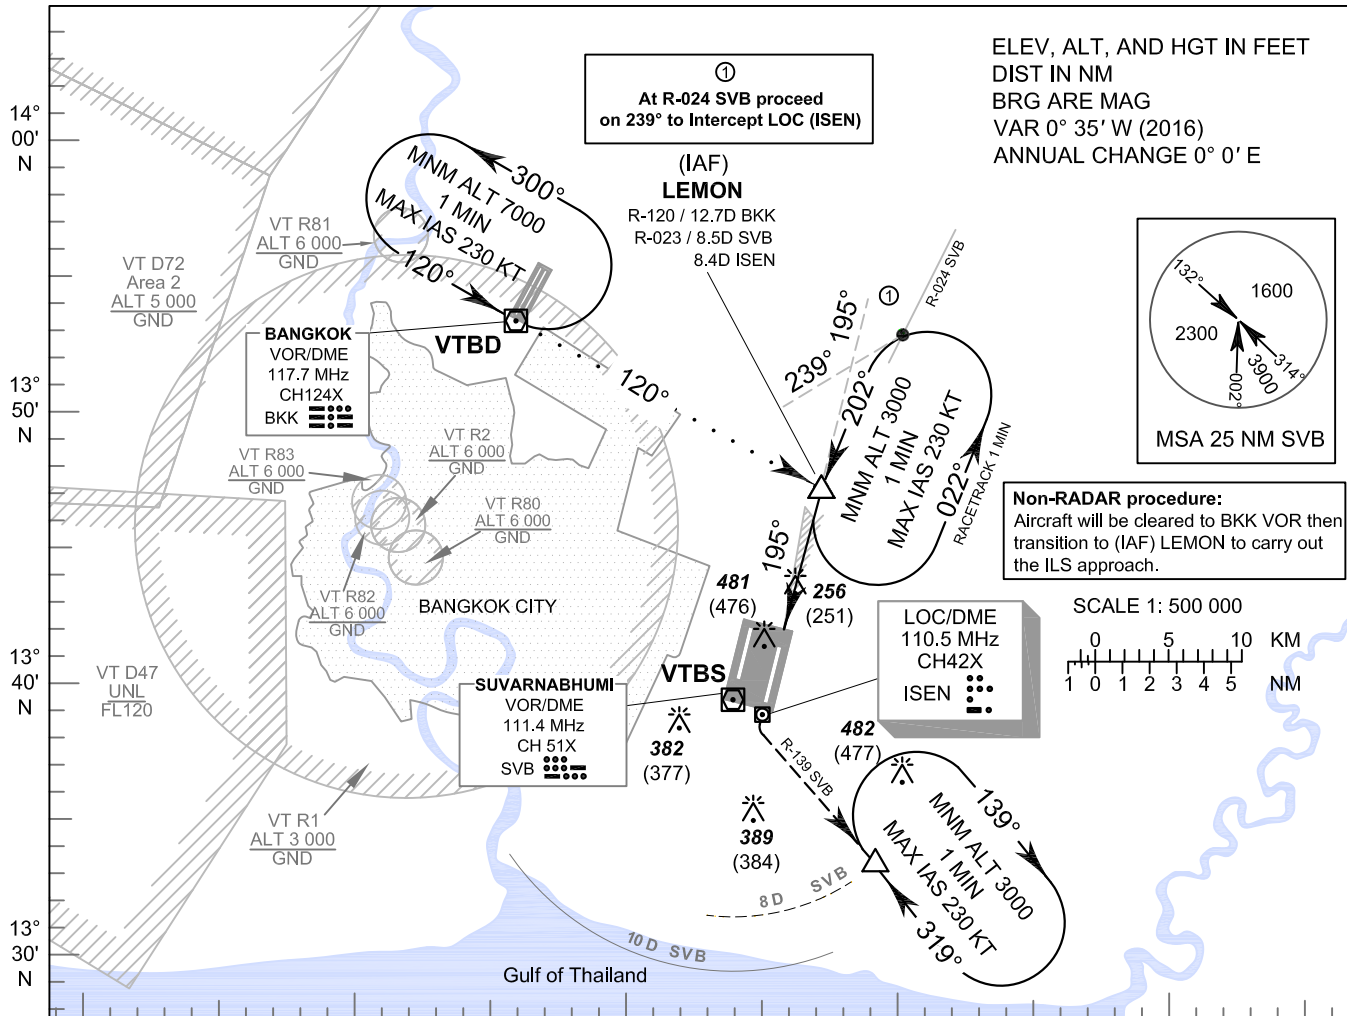 ELEV, ALT, AND HGT IN FEET
DIST IN NM
BRG ARE MAG
VAR 0° 35' W (2016)
ANNUAL CHANGE 0° 0' E
①
At R-024 SVB proceed
on 239° to Intercept LOC (ISEN)
(IAF)
LEMON
R-120 / 12.7D BKK
R-023 / 8.5D SVB
8.4D ISEN
14°
00'
N
300°
MNM ALT 7000
1 MIN
MAX IAS 230 KT
120°
VT R81
ALT 6 000
GND
VT D72
Area 2
ALT 5 000
GND
BANGKOK
VOR/DME
117.7 MHz
CH124X
BKK
VTBD
120°
R-024 SVB
①
195°
239°
132°
1600
2300
3900
314°
002°
MSA 25 NM SVB
13°
50'
N
202°
MNM ALT 3000
1 MIN
MAX IAS 230 KT
022°
RACETRACK 1 MIN
VT R2
ALT 6 000
GND
VT R83
ALT 6 000
GND
VT R80
ALT 6 000
GND
VT R82
ALT 6 000
GND
BANGKOK CITY
195°
Non-RADAR procedure:
Aircraft will be cleared to BKK VOR then
transition to (IAF) LEMON to carry out
the ILS approach.
481
(476)
256
(251)
SCALE 1: 500 000
0 5 10 KM
1 0 1 2 3 4 5 NM
LOC/DME
110.5 MHz
CH42X
ISEN
13°
40'
N
VT D47
UNL
FL120
VTBS
SUVARNABHUMI
VOR/DME
111.4 MHz
CH 51X
SVB
382
(377)
482
(477)
R-139 SVB
389
(384)
139°
MNM ALT 3000
1 MIN
MAX IAS 230 KT
319°
VT R1
ALT 3 000
GND
8 D SVB
10 D SVB
13°
30'
N
Gulf of Thailand